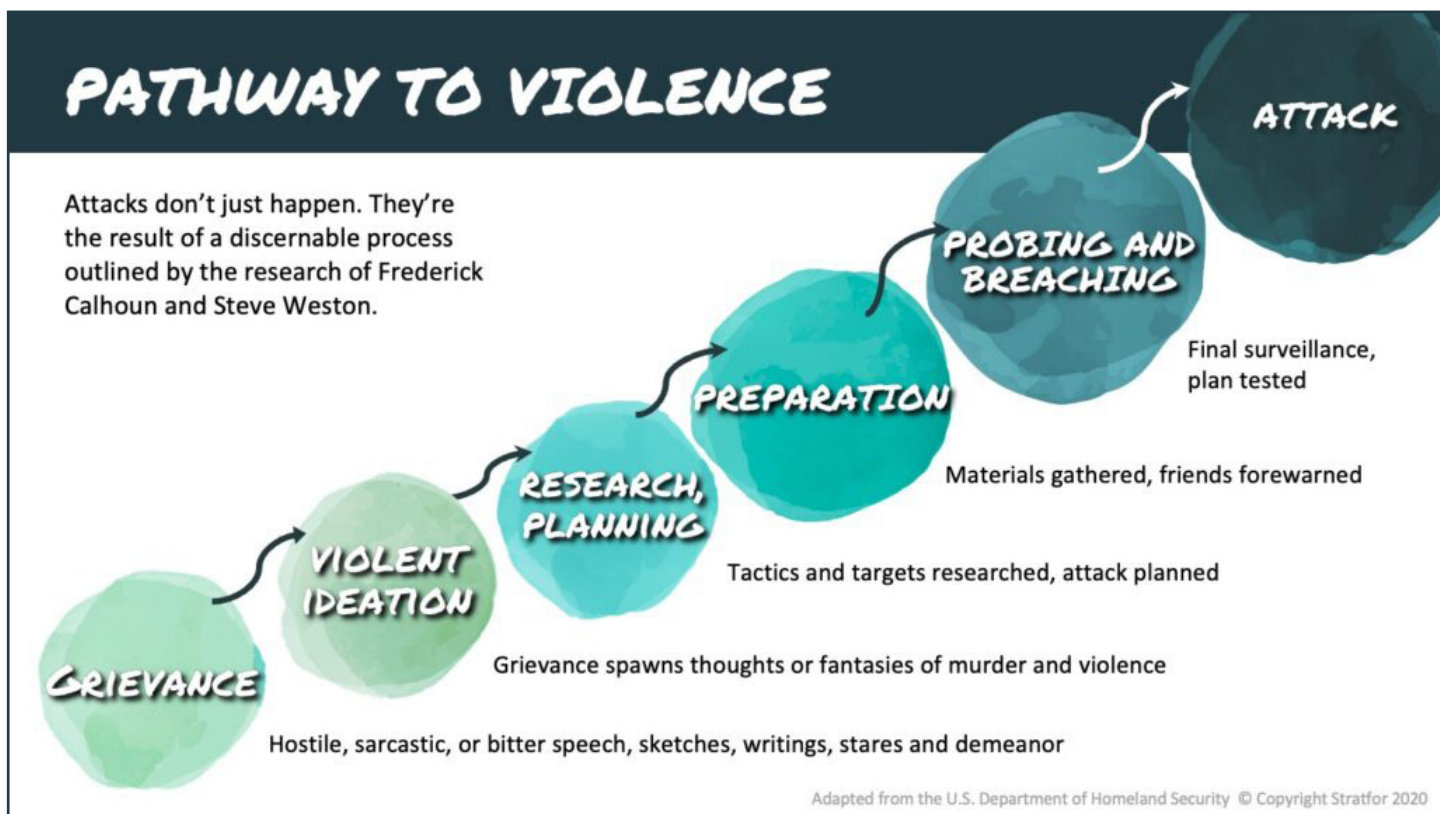 PATHWAY TO VIOLENCE
Attacks don't just happen. They're
the result of a discernable process
outlined by the research of Frederick
Calhoun and Steve Weston.
ATTACK
PROBING AND
BREACHING
Final surveillance,
plan tested
PREPARATION
Materials gathered, friends forewarned
RESEARCH,
PLANNING
Tactics and targets researched, attack planned
VIOLENT
IDEATION
Grievance spawns thoughts or fantasies of murder and violence
GRIEVANCE
Hostile, sarcastic, or bitter speech, sketches, writings, stares and demeanor
Adapted from the U.S. Department of Homeland Security © Copyright Stratfor 2020